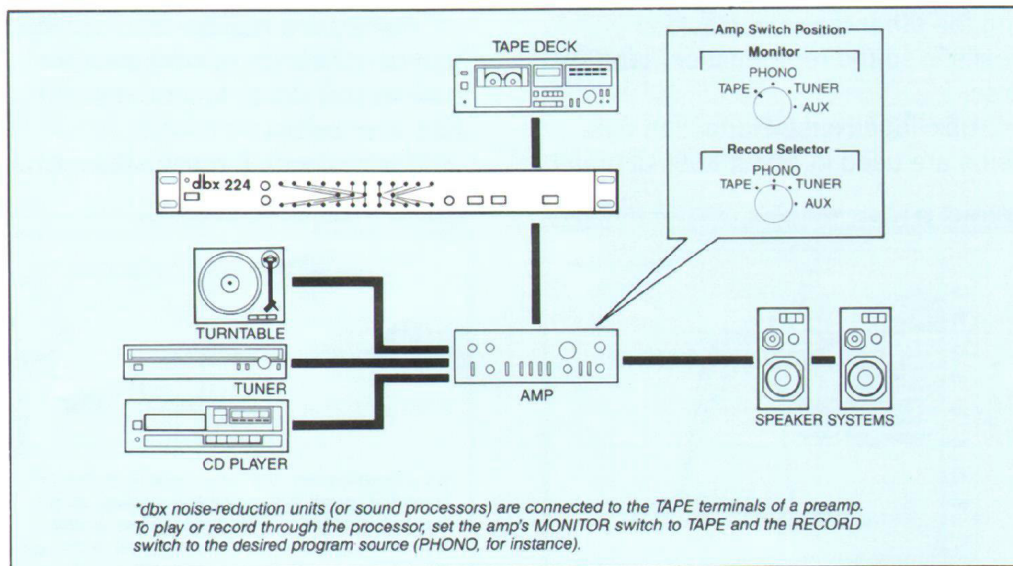 TAPE DECK
Amp Switch Position
Monitor
PHONO
TAPE
TUNER
AUX
Record Selector
PHONO
TAPE
TUNER
AUX
dbx 224
TURNTABLE
TUNER
CD PLAYER
AMP
SPEAKER SYSTEMS
*dbx noise-reduction units (or sound processors) are connected to the TAPE terminals of a preamp.
To play or record through the processor, set the amp's MONITOR switch to TAPE and the RECORD
switch to the desired program source (PHONO, for instance).